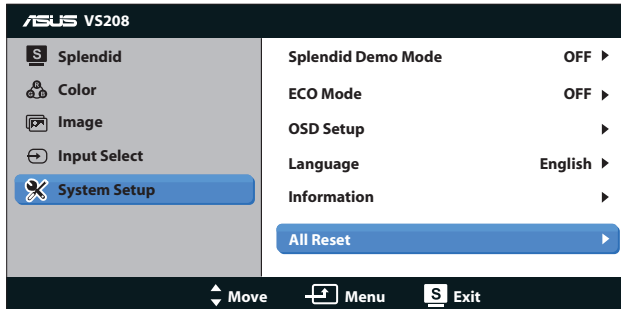 ASUS VS208
S Splendid
Color
Image
Input Select
System Setup
Splendid Demo Mode OFF
ECO Mode OFF
OSD Setup
Language English
Information
All Reset
Move Menu S Exit